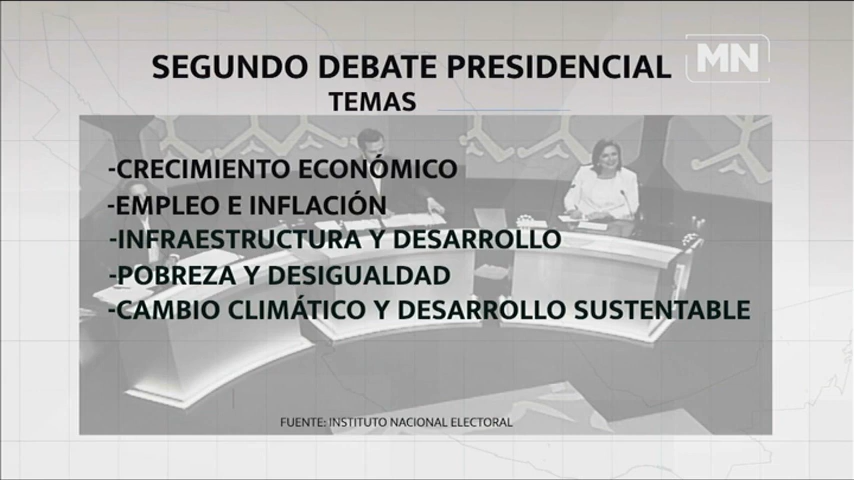 SEGUNDO DEBATE PRESIDENCIAL
MN
TEMAS
-CRECIMIENTO ECONÓMICO
-EMPLEO E INFLACIÓN
-INFRAESTRUCTURA Y DESARROLLO
-POBREZA Y DESIGUALDAD
-CAMBIO CLIMÁTICO Y DESARROLLO SUSTENTABLE
FUENTE: INSTITUTO NACIONAL ELECTORAL